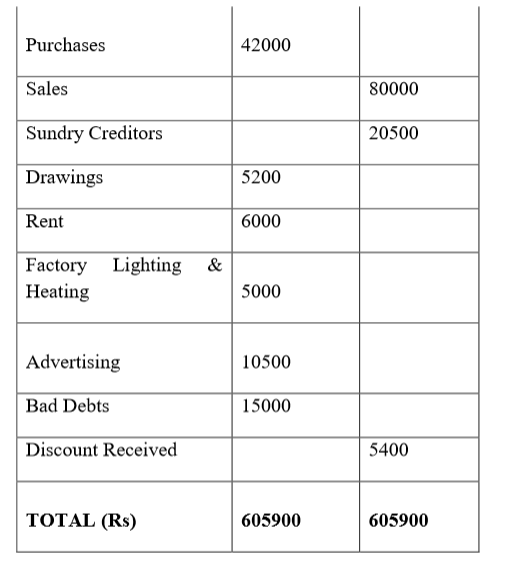 Purchases 42000
Sales 80000
Sundry Creditors 20500
Drawings 5200
Rent 6000
Factory Lighting &
Heating 5000
Advertising 10500
Bad Debts 15000
Discount Received 5400
TOTAL (Rs) 605900 605900